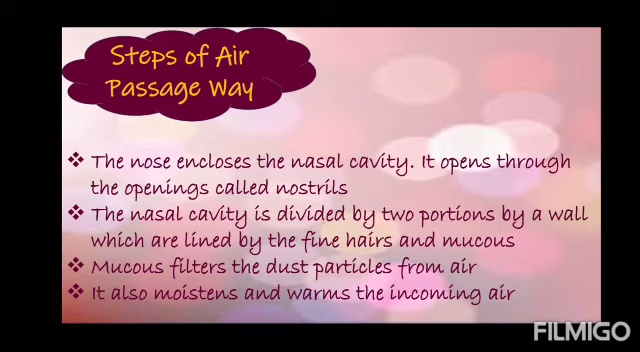 Steps of Air
Passage Way
❖ The nose encloses the nasal cavity. It opens through
the openings called nostrils
❖ The nasal cavity is divided by two portions by a wall
which are lined by the fine hairs and mucous
❖ Mucous filters the dust particles from air
❖ It also moistens and warms the incoming air
FILMIGO